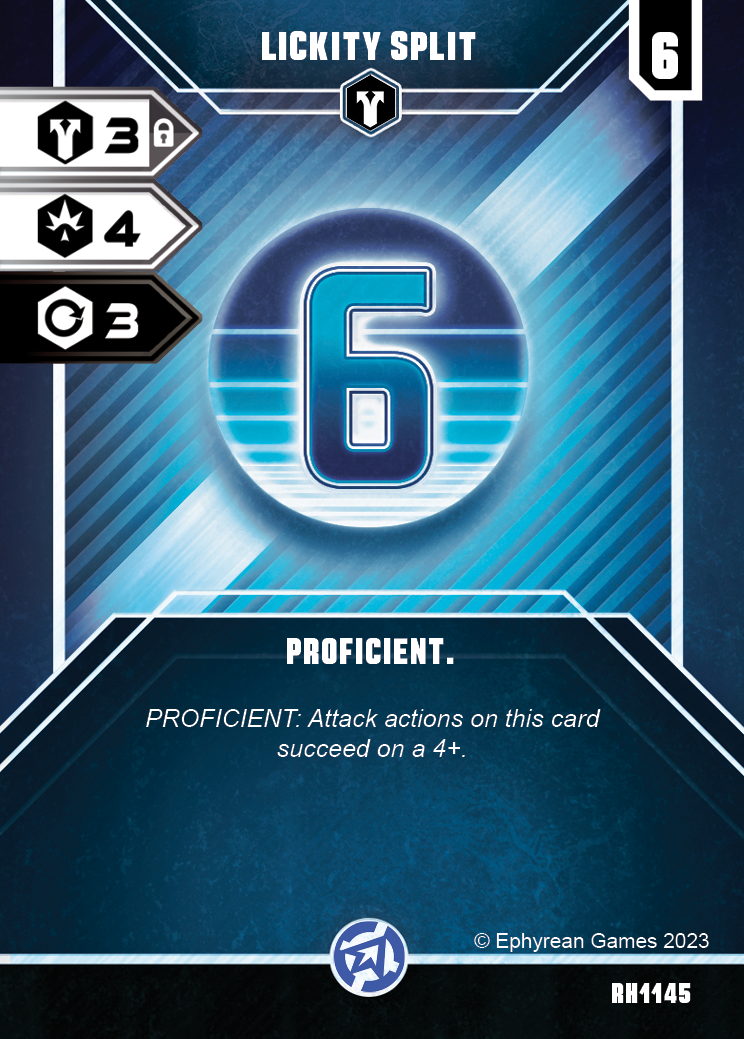 LICKITY SPLIT
6
3
4
3
6
PROFICIENT.
PROFICIENT: Attack actions on this card
succeed on a 4+.
© Ephyrean Games 2023
RH1145